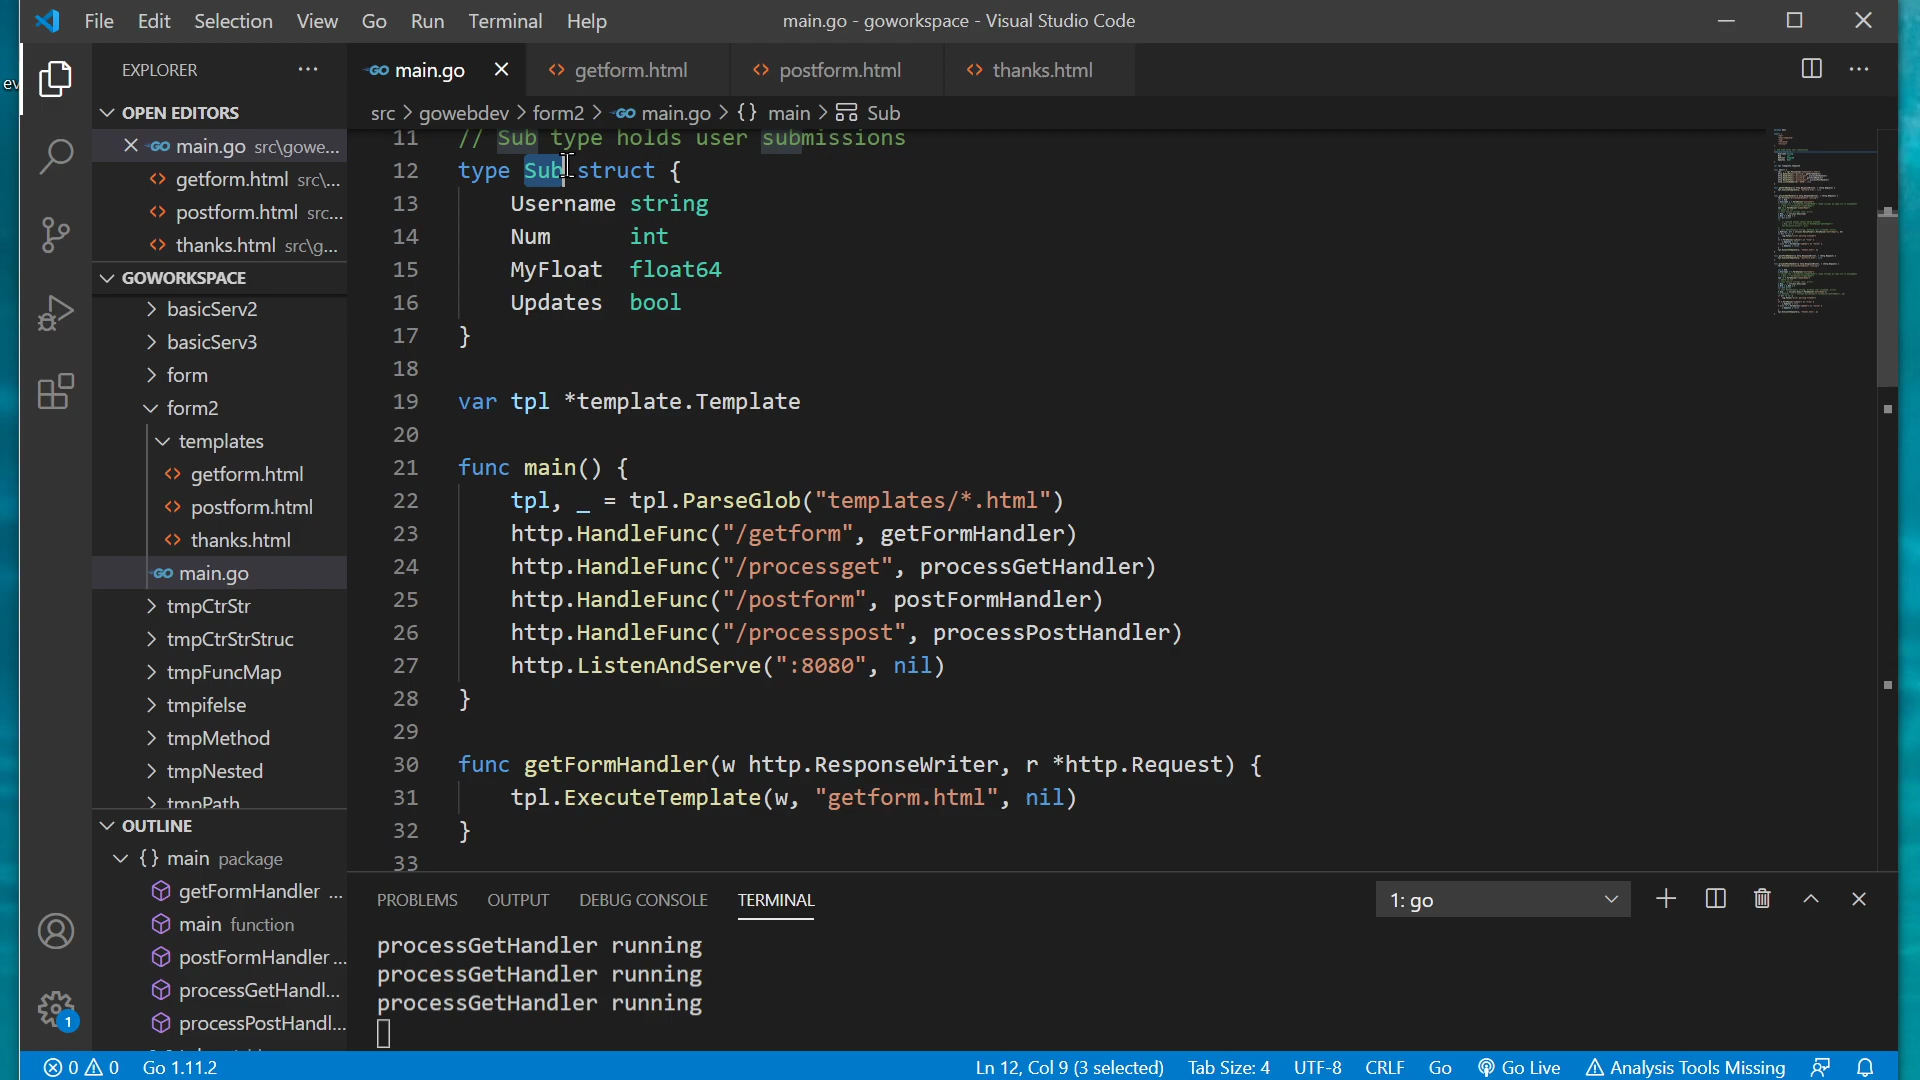 File Edit Selection View Go Run Terminal Help
main.go - goworkspace - Visual Studio Code
ev
EXPLORER
OPEN EDITORS
main.go src\gowe...
getform.html src\...
postform.html src...
thanks.html src\g...
GOWORKSPACE
basicServ2
basicServ3
form
form2
templates
getform.html
postform.html
thanks.html
main.go
tmpCtrStr
tmpCtrStrStruc
tmpFuncMap
tmpifelse
tmpMethod
tmpNested
tmpPath
OUTLINE
{} main package
getFormHandler ...
main function
postFormHandler ...
processGetHandl...
processPostHandl...
1
main.go getform.html postform.html thanks.html
src > gowebdev > form2 > main.go > {} main > Sub
11 // Sub type holds user submissions
12 type Sub struct {
13 Username string
14 Num int
15 MyFloat float64
16 Updates bool
17 }
18
19 var tpl *template.Template
20
21 func main() {
22 tpl, _ = tpl.ParseGlob("templates/*.html")
23 http.HandleFunc("/getform", getFormHandler)
24 http.HandleFunc("/processget", processGetHandler)
25 http.HandleFunc("/postform", postFormHandler)
26 http.HandleFunc("/processpost", processPostHandler)
27 http.ListenAndServe(":8080", nil)
28 }
29
30 func getFormHandler(w http.ResponseWriter, r *http.Request) {
31 tpl.ExecuteTemplate(w, "getform.html", nil)
32 }
33
PROBLEMS OUTPUT DEBUG CONSOLE TERMINAL
1: go
processGetHandler running
processGetHandler running
processGetHandler running
0 0 Go 1.11.2 Ln 12, Col 9 (3 selected) Tab Size: 4 UTF-8 CRLF Go Go Live Analysis Tools Missing